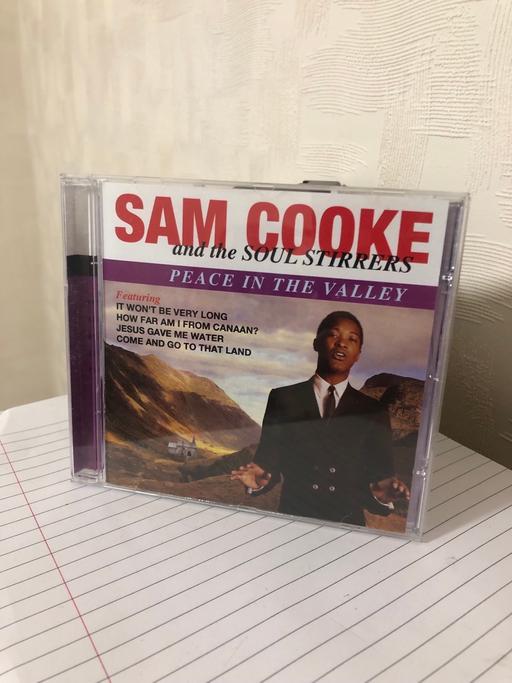 SAM COOKE
and the SOUL STIRRERS
PEACE IN THE VALLEY
Featuring
IT WON'T BE VERY LONG
HOW FAR AM I FROM CANAAN?
JESUS GAVE ME WATER
COME AND GO TO THAT LAND